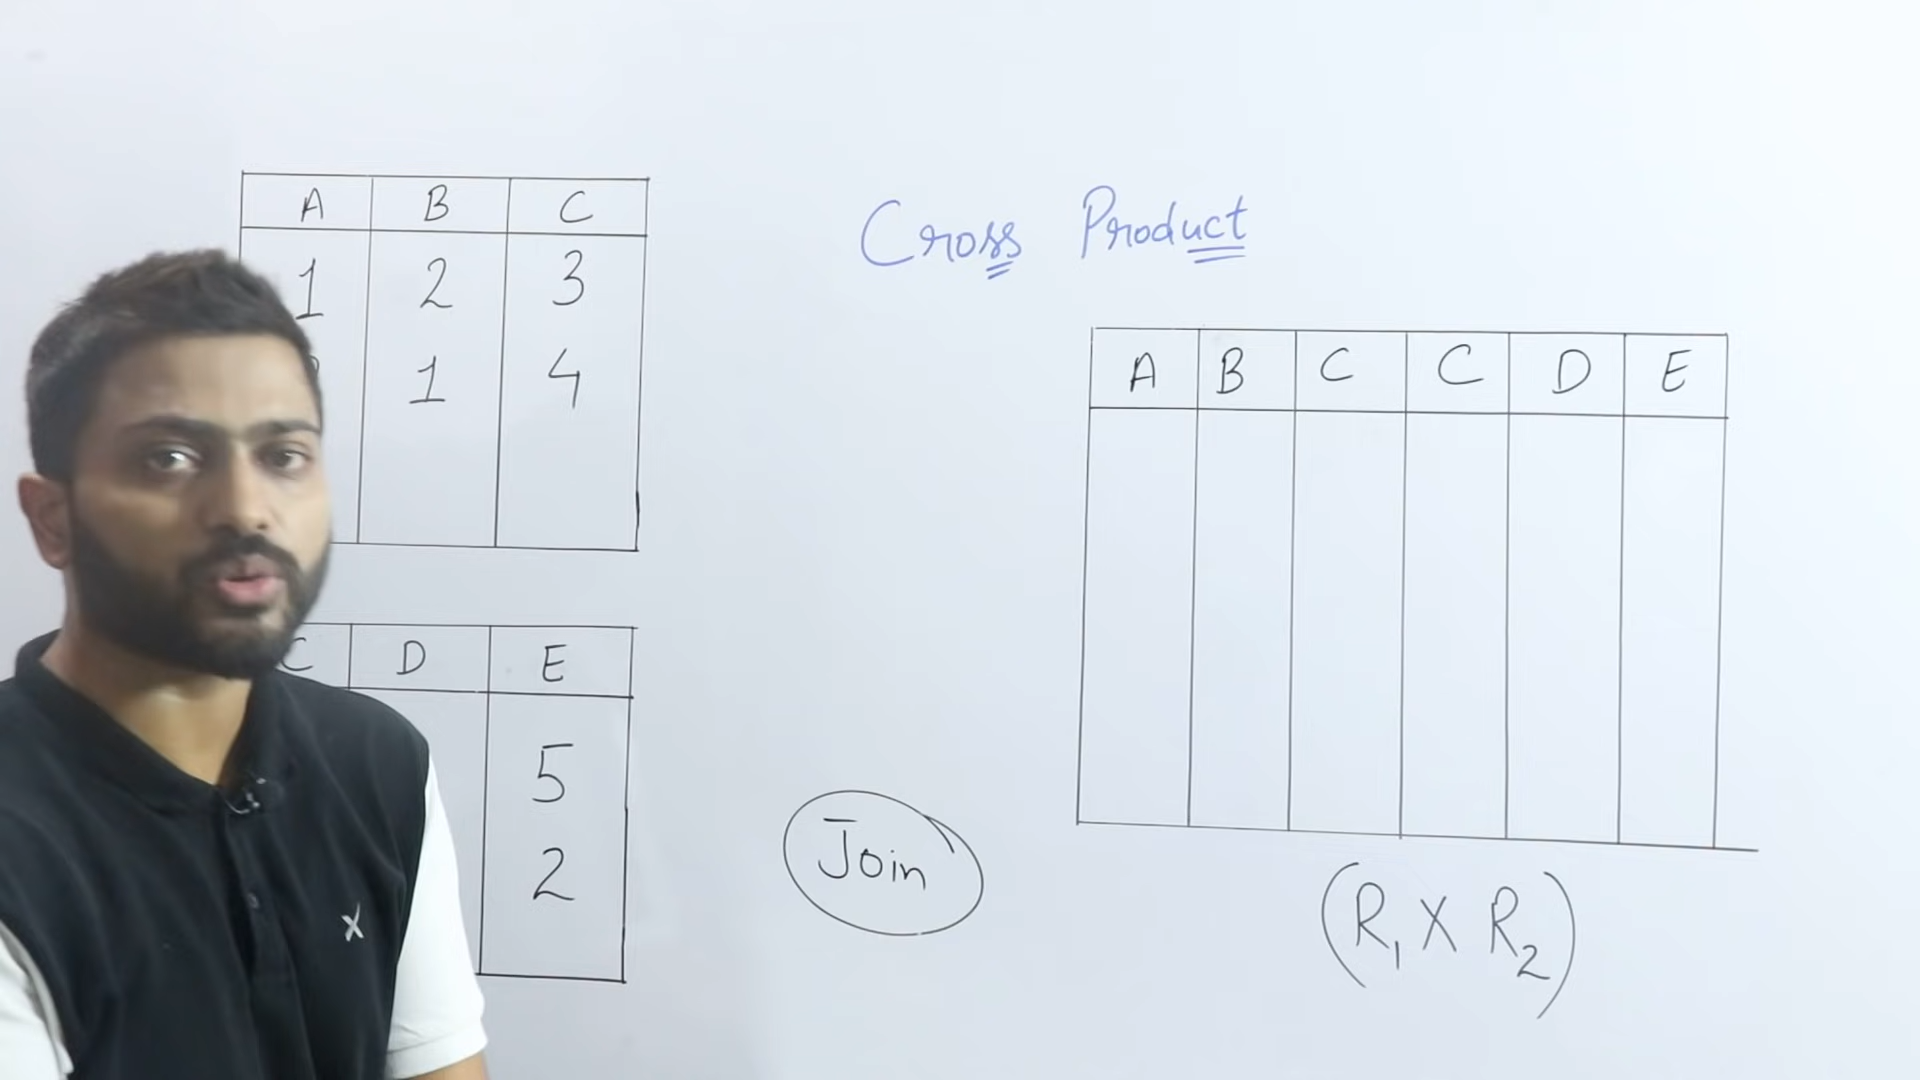 A B C
1 2 3
1 4
Cross Product
A B C C D E
C D E
5
2
Join
(R₁ X R₂)
X